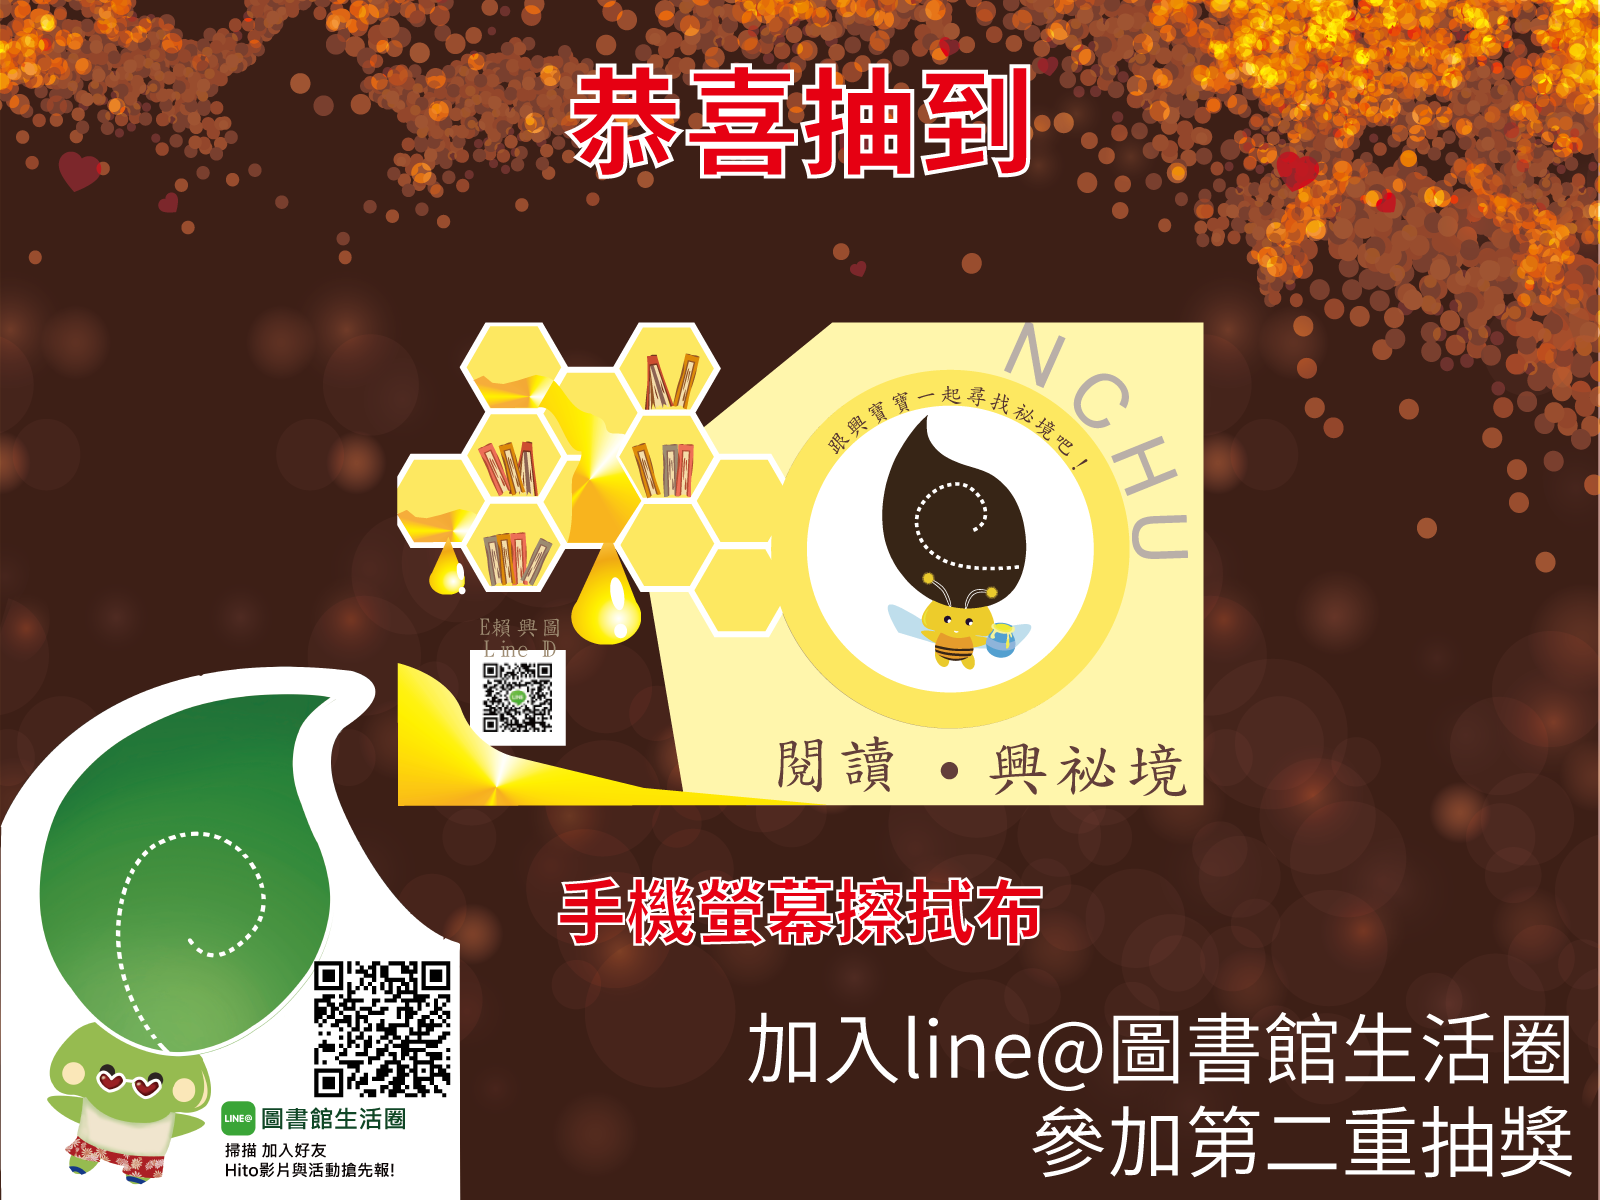 恭喜抽到
NCHU
跟興寶寶一起尋找祕境吧!
E賴興圖
Line ID
LINE
閱讀・興祕境
手機螢幕擦拭布
加入line@圖書館生活圈
參加第二重抽獎
LINE@ 圖書館生活圈
掃描 加入好友
Hito影片與活動搶先報!